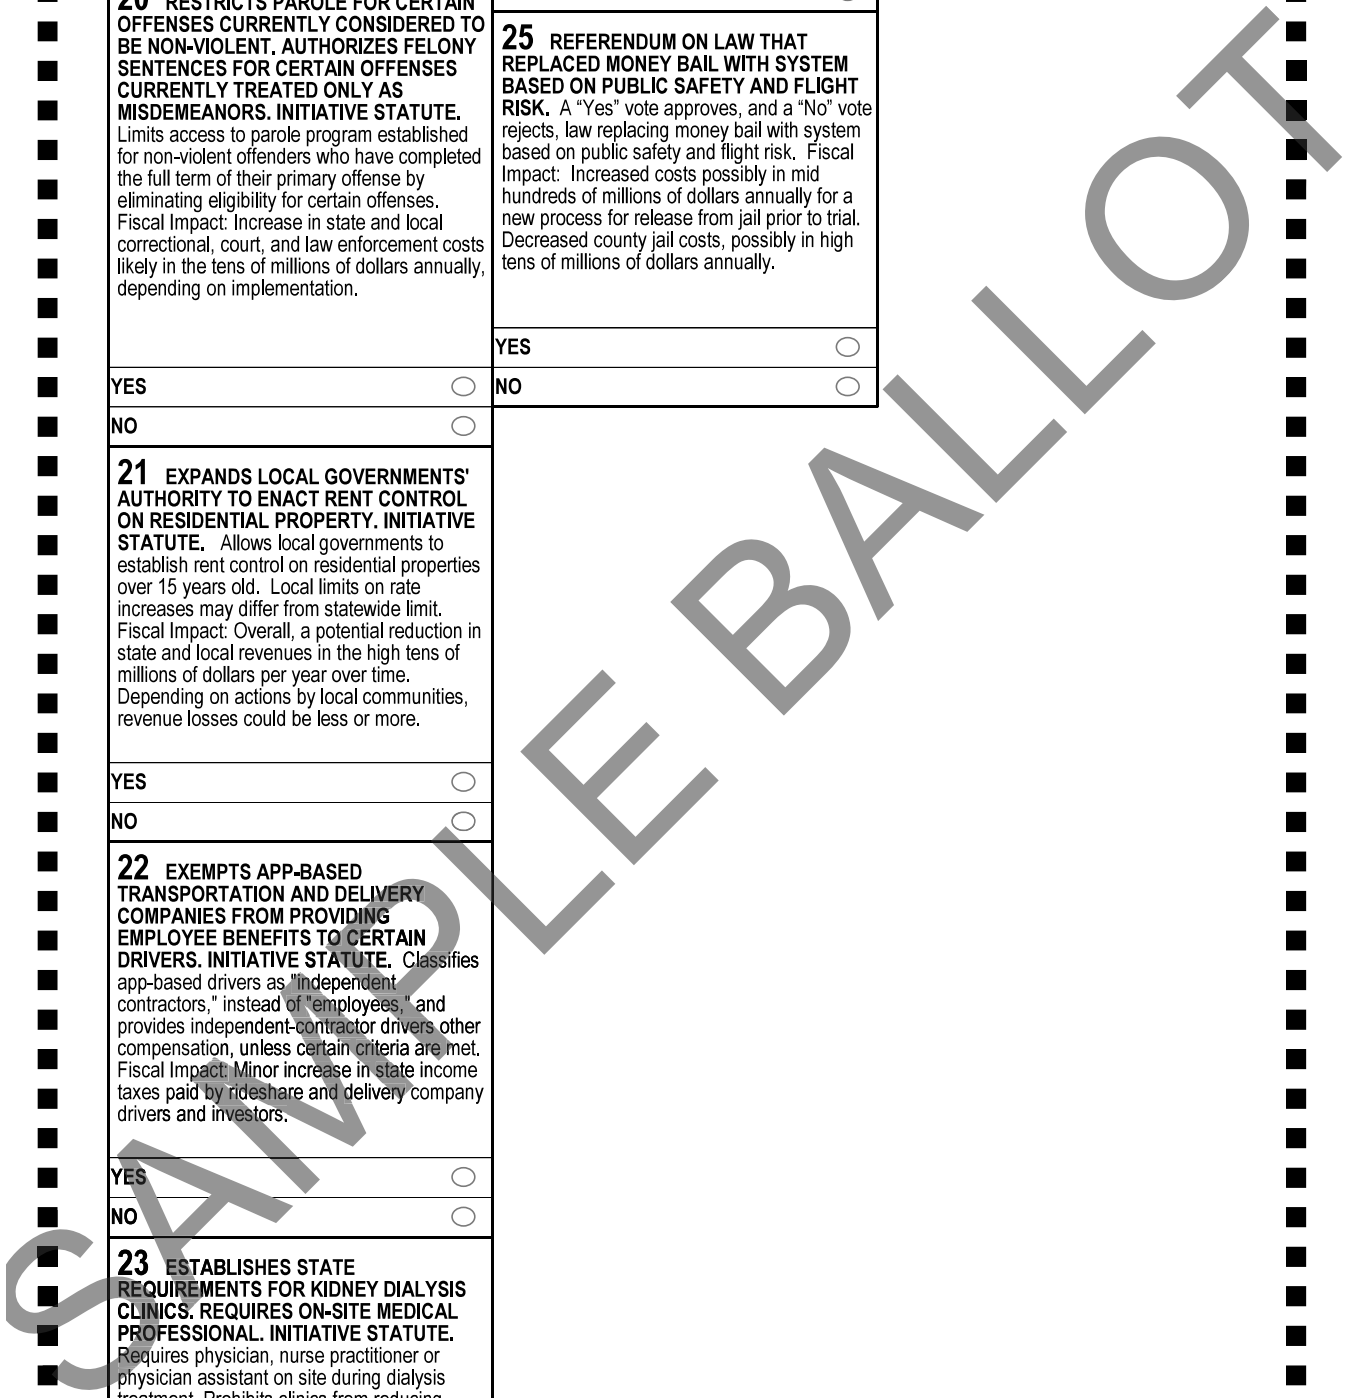 20 RESTRICTS PAROLE FOR CERTAIN
OFFENSES CURRENTLY CONSIDERED TO
BE NON-VIOLENT. AUTHORIZES FELONY
SENTENCES FOR CERTAIN OFFENSES
CURRENTLY TREATED ONLY AS
MISDEMEANORS. INITIATIVE STATUTE.
Limits access to parole program established
for non-violent offenders who have completed
the full term of their primary offense by
eliminating eligibility for certain offenses.
Fiscal Impact: Increase in state and local
correctional, court, and law enforcement costs
likely in the tens of millions of dollars annually,
depending on implementation.
YES
NO
21 EXPANDS LOCAL GOVERNMENTS'
AUTHORITY TO ENACT RENT CONTROL
ON RESIDENTIAL PROPERTY. INITIATIVE
STATUTE. Allows local governments to
establish rent control on residential properties
over 15 years old. Local limits on rate
increases may differ from statewide limit.
Fiscal Impact: Overall, a potential reduction in
state and local revenues in the high tens of
millions of dollars per year over time.
Depending on actions by local communities,
revenue losses could be less or more.
YES
NO
22 EXEMPTS APP-BASED
TRANSPORTATION AND DELIVERY
COMPANIES FROM PROVIDING
EMPLOYEE BENEFITS TO CERTAIN
DRIVERS. INITIATIVE STATUTE. Classifies
app-based drivers as "independent
contractors," instead of "employees," and
provides independent-contractor drivers other
compensation, unless certain criteria are met.
Fiscal Impact: Minor increase in state income
taxes paid by rideshare and delivery company
drivers and investors.
YES
NO
23 ESTABLISHES STATE
REQUIREMENTS FOR KIDNEY DIALYSIS
CLINICS. REQUIRES ON-SITE MEDICAL
PROFESSIONAL. INITIATIVE STATUTE.
Requires physician, nurse practitioner or
physician assistant on site during dialysis
treatment. Prohibits clinics from reducing
25 REFERENDUM ON LAW THAT
REPLACED MONEY BAIL WITH SYSTEM
BASED ON PUBLIC SAFETY AND FLIGHT
RISK. A “Yes” vote approves, and a “No” vote
rejects, law replacing money bail with system
based on public safety and flight risk. Fiscal
Impact: Increased costs possibly in mid
hundreds of millions of dollars annually for a
new process for release from jail prior to trial.
Decreased county jail costs, possibly in high
tens of millions of dollars annually.
YES
NO
SAMPLE BALLOT